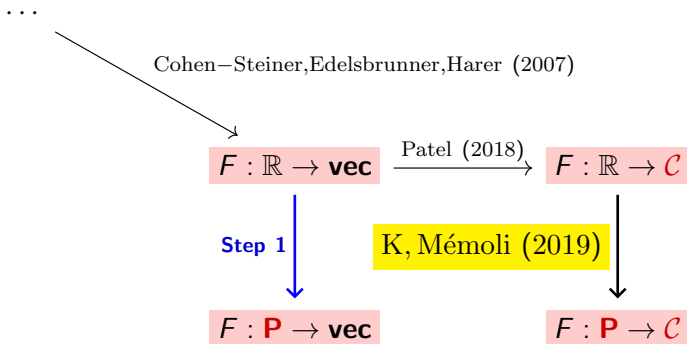 ...
Cohen−Steiner,Edelsbrunner,Harer (2007)
F : ℝ → vec
Patel (2018)
F : ℝ → 𝒞
Step 1
K, Mémoli (2019)
F : P → vec
F : P → 𝒞